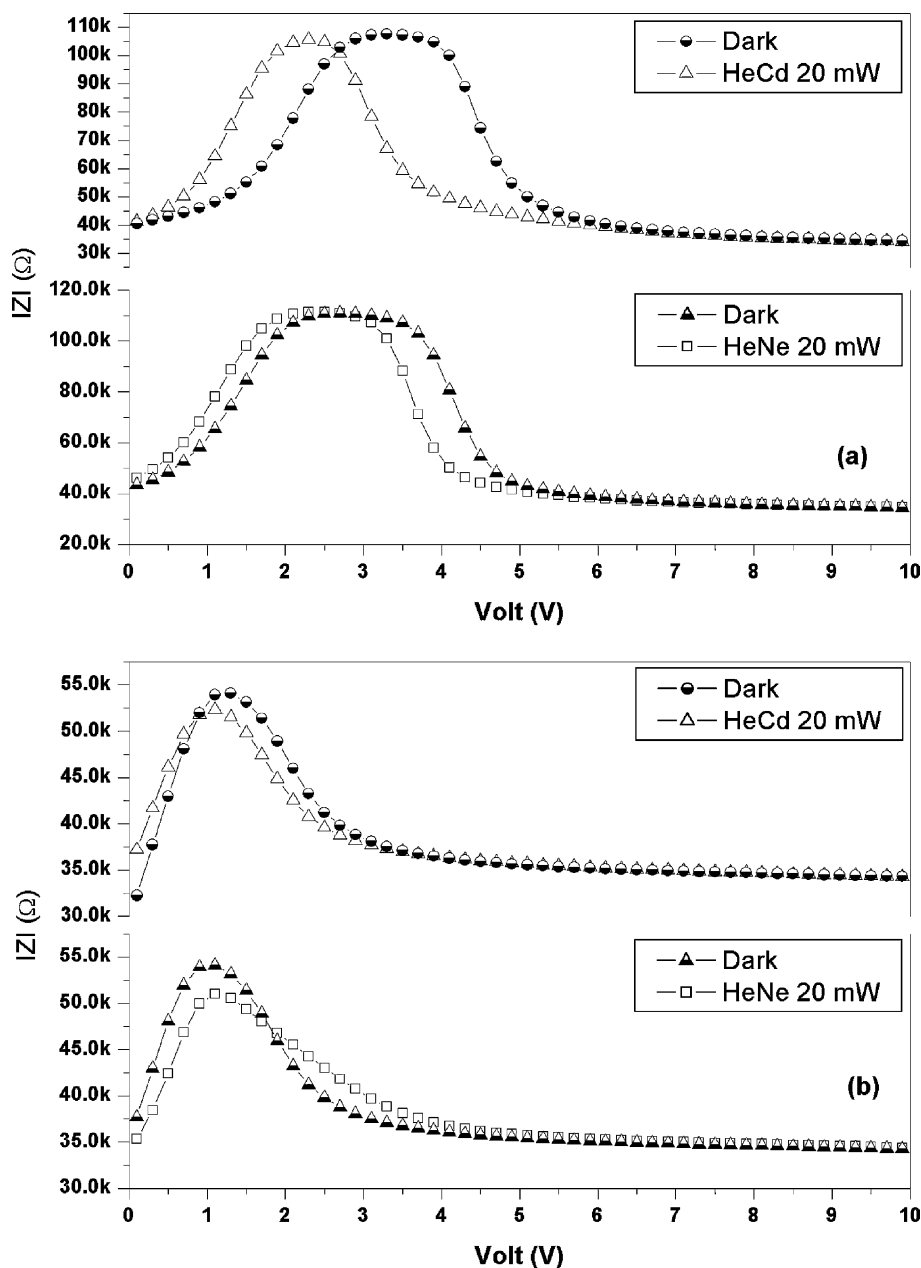 110k
100k
90k
80k
70k
60k
50k
40k
30k
Dark
HeCd 20 mW
|Z| (Ω)
120.0k
100.0k
80.0k
60.0k
40.0k
20.0k
Dark
HeNe 20 mW
(a)
0 1 2 3 4 5 6 7 8 9 10
Volt (V)
55.0k
50.0k
45.0k
40.0k
35.0k
30.0k
Dark
HeCd 20 mW
|Z| (Ω)
55.0k
50.0k
45.0k
40.0k
35.0k
30.0k
Dark
HeNe 20 mW
(b)
0 1 2 3 4 5 6 7 8 9 10
Volt (V)